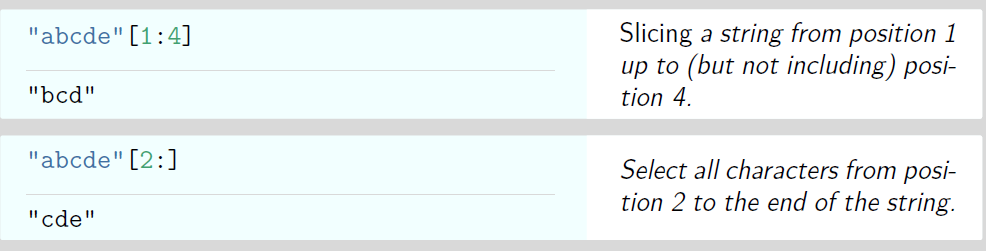 "abcde"[1:4]
"bcd"
Slicing a string from position 1
up to (but not including) posi-
tion 4.
"abcde"[2:]
"cde"
Select all characters from posi-
tion 2 to the end of the string.